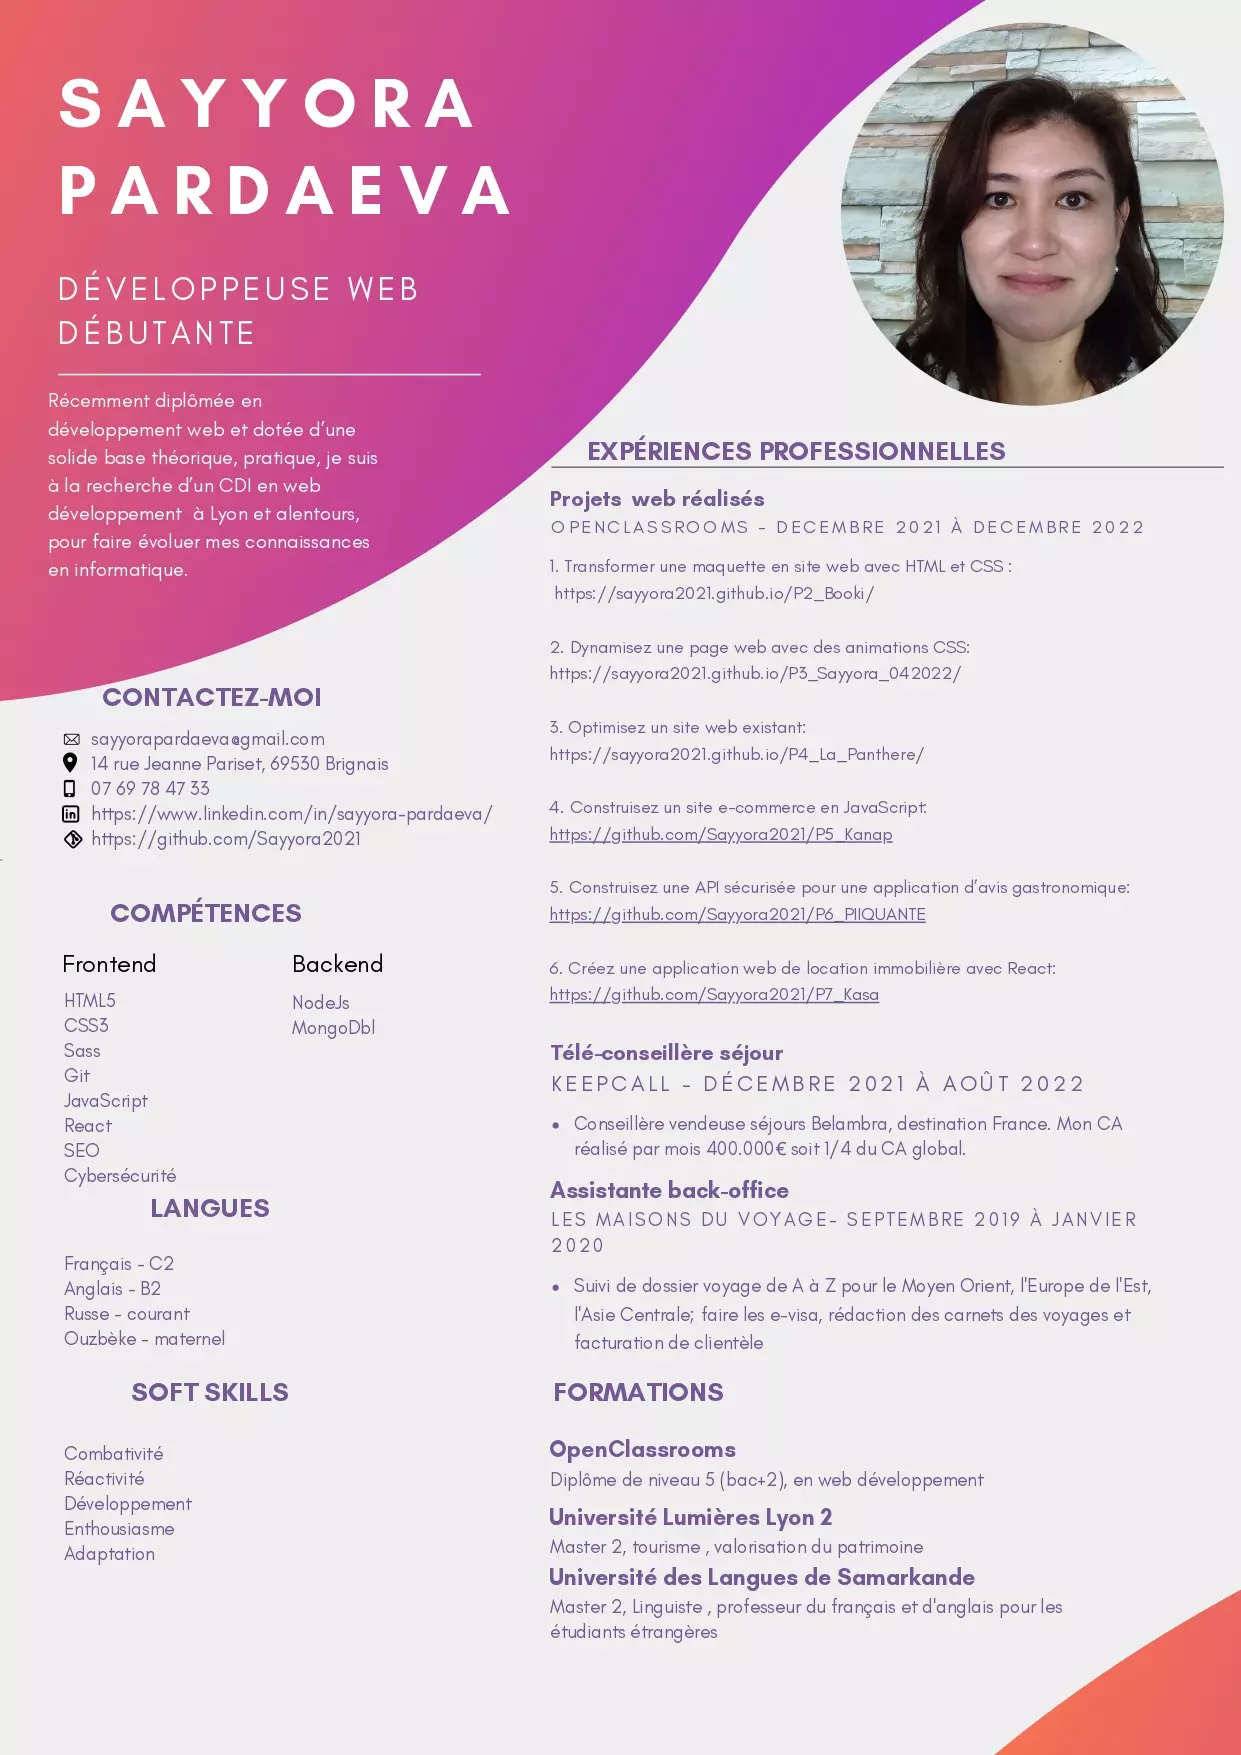 SAYYORA
PARDAEVA
DÉVELOPPEUSE WEB
DÉBUTANTE
Récemment diplômée en
développement web et dotée d’une
solide base théorique, pratique, je suis
à la recherche d’un CDI en web
développement à Lyon et alentours,
pour faire évoluer mes connaissances
en informatique.
CONTACTEZ-MOI
sayyorapardaeva@gmail.com
14 rue Jeanne Pariset, 69530 Brignais
07 69 78 47 33
https://www.linkedin.com/in/sayyora-pardaeva/
https://github.com/Sayyora2021
COMPÉTENCES
Frontend
HTML5
CSS3
Sass
Git
JavaScript
React
SEO
Cybersécurité
Backend
NodeJs
MongoDbl
LANGUES
Français - C2
Anglais - B2
Russe - courant
Ouzbèke - maternel
SOFT SKILLS
Combativité
Réactivité
Développement
Enthousiasme
Adaptation
EXPÉRIENCES PROFESSIONNELLES
Projets web réalisés
OPENCLASSROOMS - DECEMBRE 2021 À DECEMBRE 2022
1. Transformer une maquette en site web avec HTML et CSS :
https://sayyora2021.github.io/P2_Booki/
2. Dynamisez une page web avec des animations CSS:
https://sayyora2021.github.io/P3_Sayyora_042022/
3. Optimisez un site web existant:
https://sayyora2021.github.io/P4_La_Panthere/
4. Construisez un site e-commerce en JavaScript:
https://github.com/Sayyora2021/P5_Kanap
5. Construisez une API sécurisée pour une application d’avis gastronomique:
https://github.com/Sayyora2021/P6_PIIQUANTE
6. Créez une application web de location immobilière avec React:
https://github.com/Sayyora2021/P7_Kasa
Télé-conseillère séjour
KEEPCALL - DÉCEMBRE 2021 À AOÛT 2022
• Conseillère vendeuse séjours Belambra, destination France. Mon CA
réalisé par mois 400.000€ soit 1/4 du CA global.
Assistante back-office
LES MAISONS DU VOYAGE- SEPTEMBRE 2019 À JANVIER
2020
• Suivi de dossier voyage de A à Z pour le Moyen Orient, l'Europe de l'Est,
l'Asie Centrale; faire les e-visa, rédaction des carnets des voyages et
facturation de clientèle
FORMATIONS
OpenClassrooms
Diplôme de niveau 5 (bac+2), en web développement
Université Lumières Lyon 2
Master 2, tourisme , valorisation du patrimoine
Université des Langues de Samarkande
Master 2, Linguiste , professeur du français et d'anglais pour les
étudiants étrangères